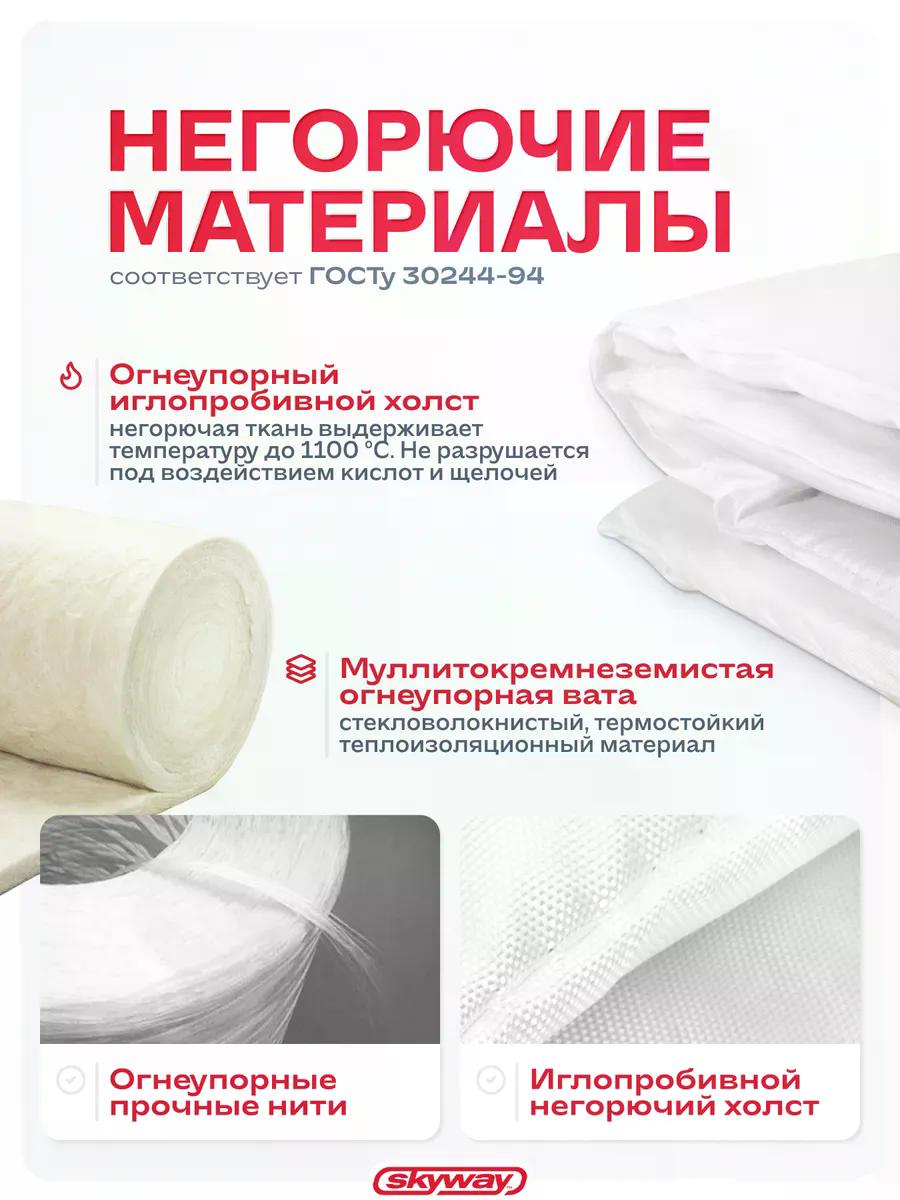 НЕГОРЮЧИЕ
МАТЕРИАЛЫ
соответствует ГОСТу 30244-94
Огнеупорный
иглопробивной холст
негорючая ткань выдерживает
температуру до 1100 °С. Не разрушается
под воздействием кислот и щелочей
Муллитокремнеземистая
огнеупорная вата
стекловолокнистый, термостойкий
теплоизоляционный материал
Огнеупорные
прочные нити
Иглопробивной
негорючий холст
skyway